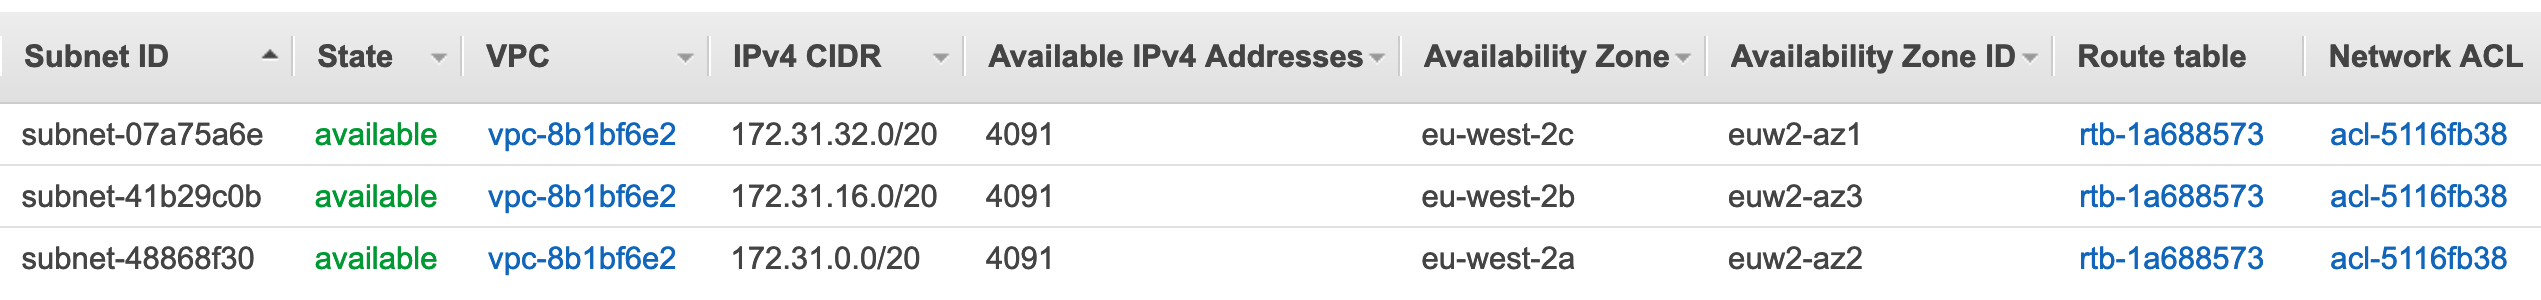 Subnet ID State VPC IPv4 CIDR Available IPv4 Addresses Availability Zone Availability Zone ID Route table Network ACL
subnet-07a75a6e available vpc-8b1bf6e2 172.31.32.0/20 4091 eu-west-2c euw2-az1 rtb-1a688573 acl-5116fb38
subnet-41b29c0b available vpc-8b1bf6e2 172.31.16.0/20 4091 eu-west-2b euw2-az3 rtb-1a688573 acl-5116fb38
subnet-48868f30 available vpc-8b1bf6e2 172.31.0.0/20 4091 eu-west-2a euw2-az2 rtb-1a688573 acl-5116fb38